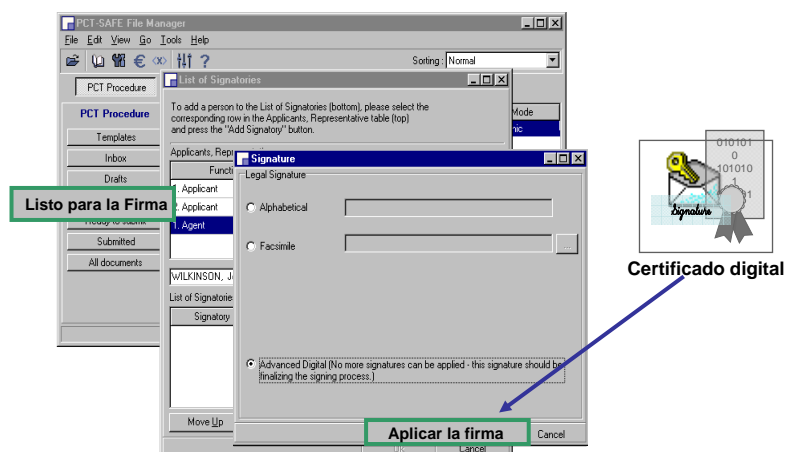 PCT-SAFE File Manager
File Edit View Go Tools Help
Sorting : Normal
PCT Procedure
PCT Procedure
Templates
Inbox
Drafts
Listo para la Firma
Ready to submit
Submitted
All documents
Mode
List of Signatories
To add a person to the List of Signatories (bottom), please select the
corresponding row in the Applicants, Representative table (top)
and press the "Add Signatory" button.
Applicants,
. Applicant
. Applicant
. Agent
WILKINSON,
List of
Signatory
Move Up
Cancel
Signature
Legal Signature
Alphabetical
Facsimile
...
Advanced Digital (No more signatures can be applied - this signature should be
finalizing the signing process.)
Aplicar la firma
Cancel
010101
0
101010
1
Signature
Certificado digital